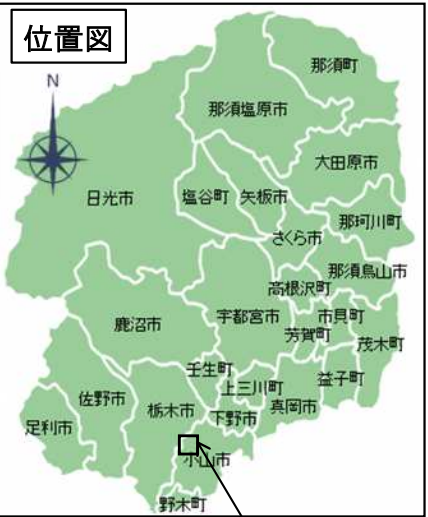 位置図
N
那須町
那須塩原市
大田原市
日光市
塩谷町
矢板市
那珂川町
さくら市
那須烏山市
高根沢町
鹿沼市
宇都宮市
市貝町
芳賀町
茂木町
壬生町
上三川町
益子町
佐野市
栃木市
下野市
真岡市
足利市
小山市
野木町